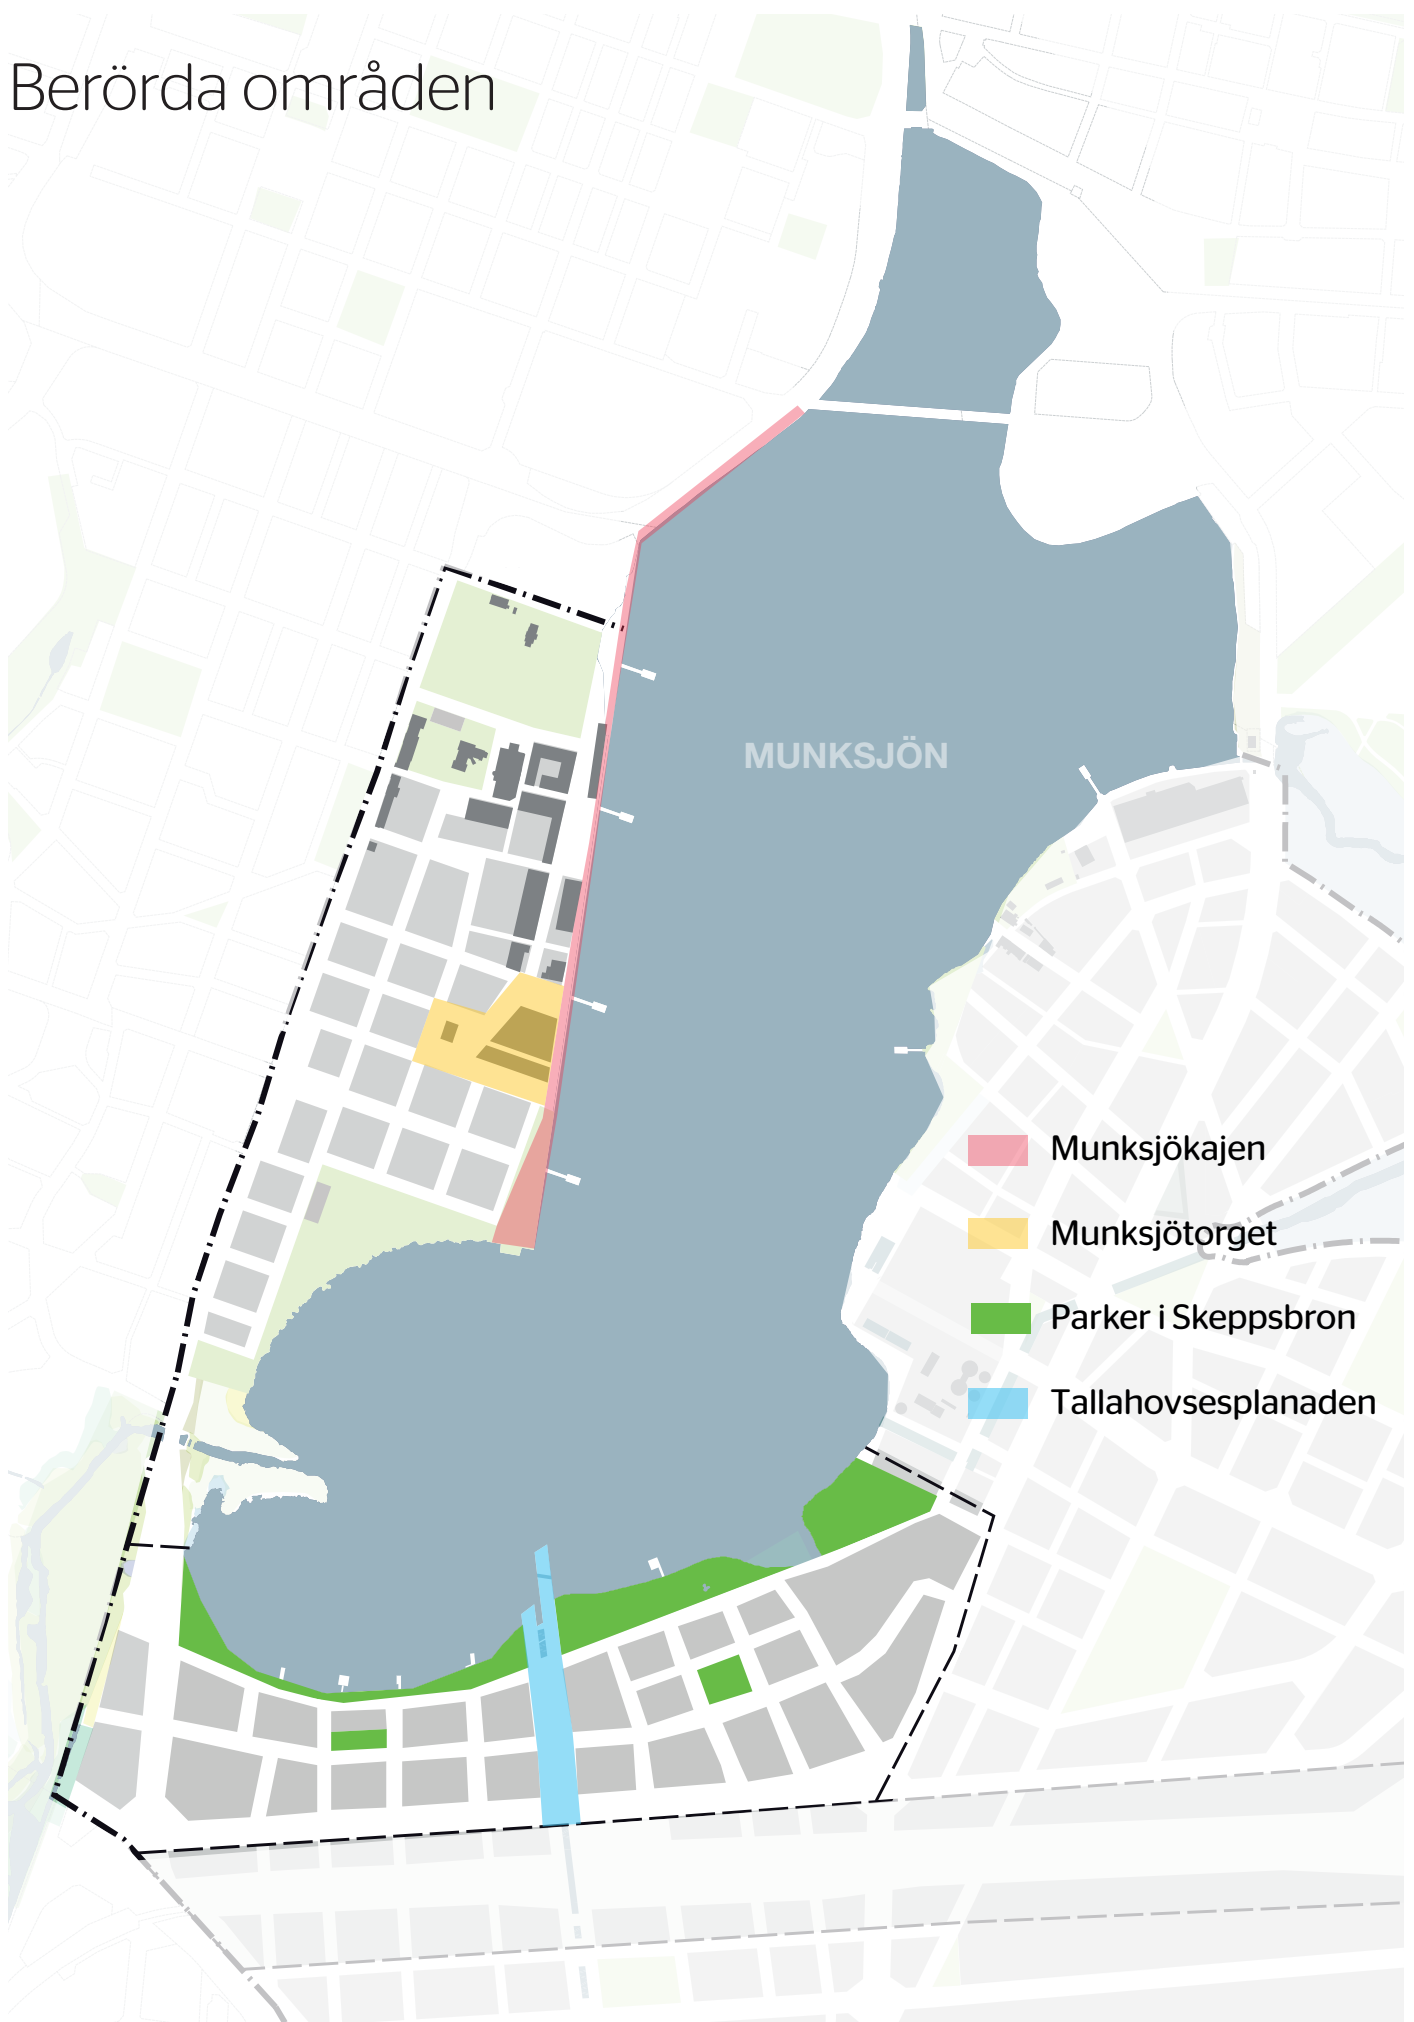 Berörda områden
MUNKSJÖN
Munksjökajen
Munksjötorget
Parker i Skeppsbron
Tallahovsesplanaden